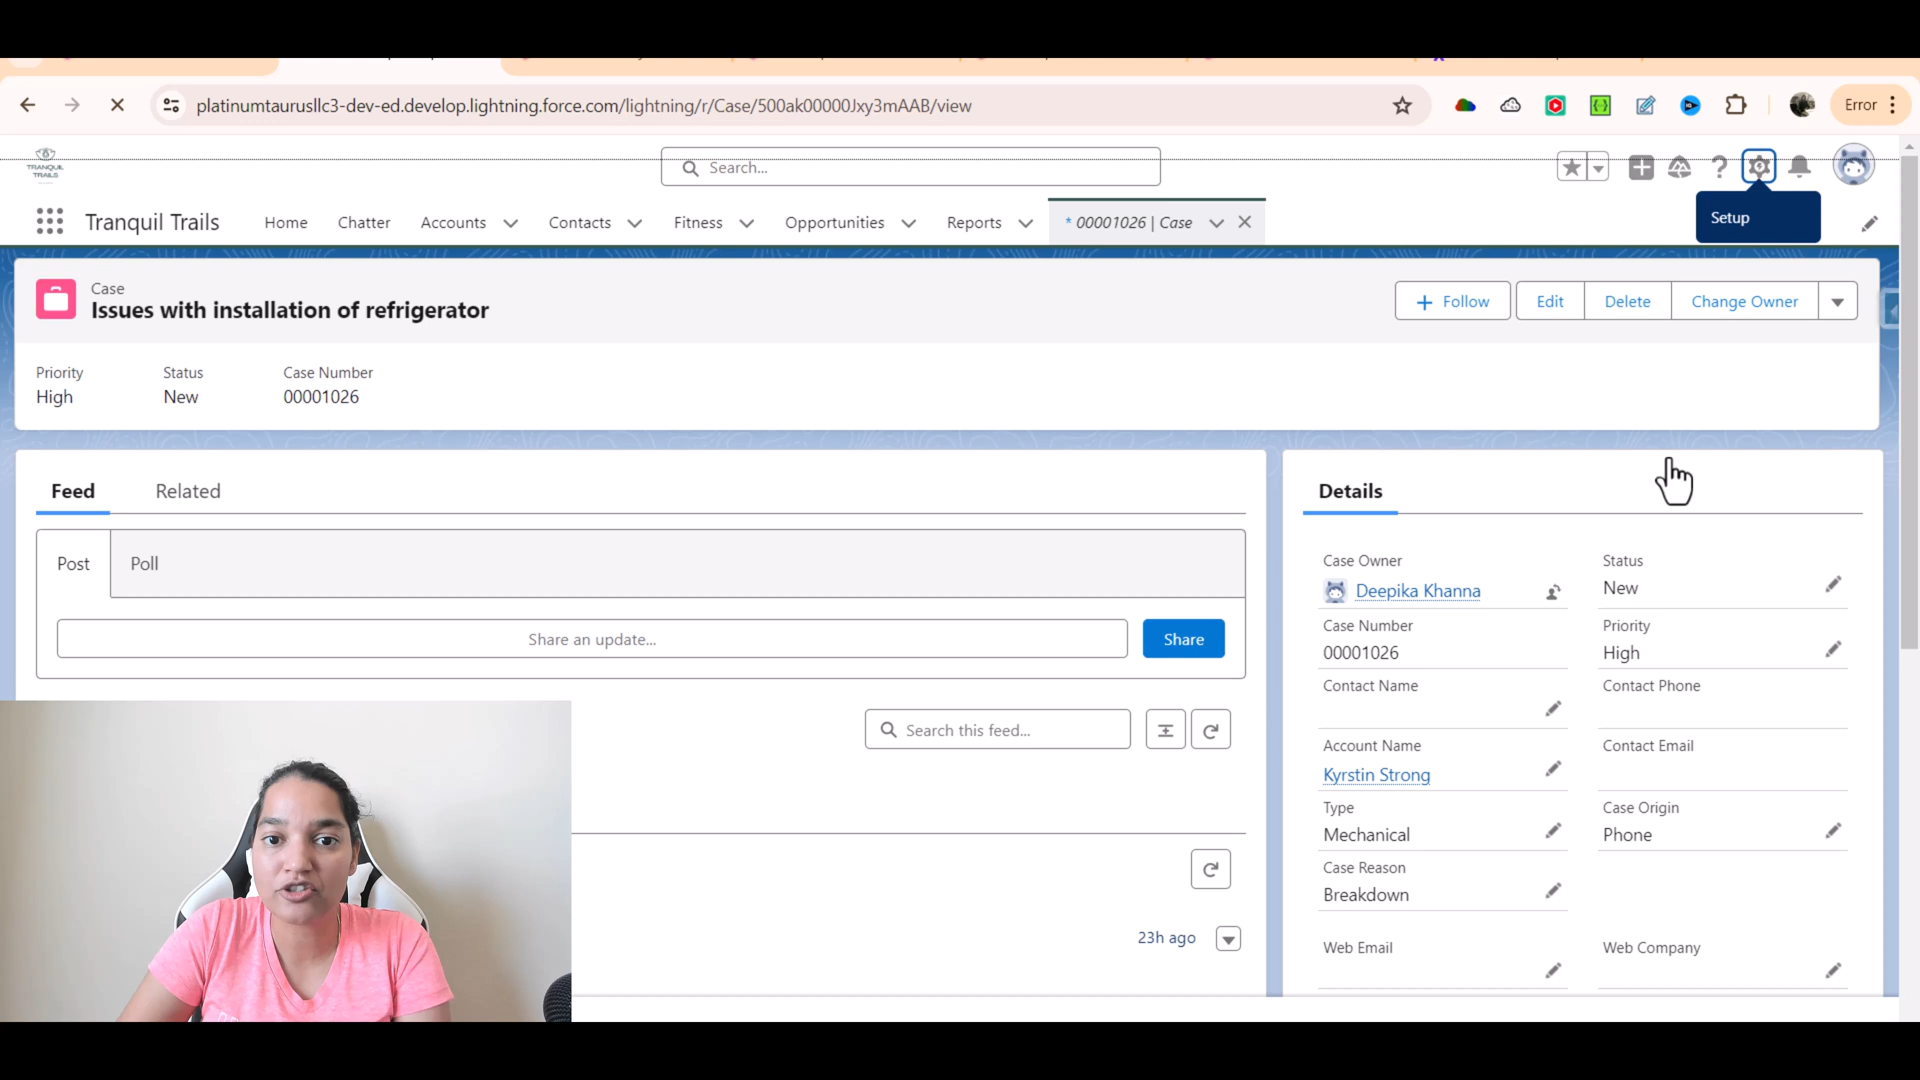 platinumtaurusllc3-dev-ed.develop.lightning.force.com/lightning/r/Case/500ak00000Jxy3mAAB/view
Error
TRANQUIL
TRAILS
Search...
Setup
Tranquil Trails
Home
Chatter
Accounts
Contacts
Fitness
Opportunities
Reports
* 00001026 | Case
Case
Issues with installation of refrigerator
Follow
Edit
Delete
Change Owner
Priority
Status
Case Number
High
New
00001026
Feed
Related
Post
Poll
Share an update...
Share
Search this feed...
23h ago
Details
Case Owner
Deepika Khanna
Status
New
Case Number
00001026
Priority
High
Contact Name
Contact Phone
Account Name
Kyrstin Strong
Contact Email
Type
Mechanical
Case Origin
Phone
Case Reason
Breakdown
Web Email
Web Company